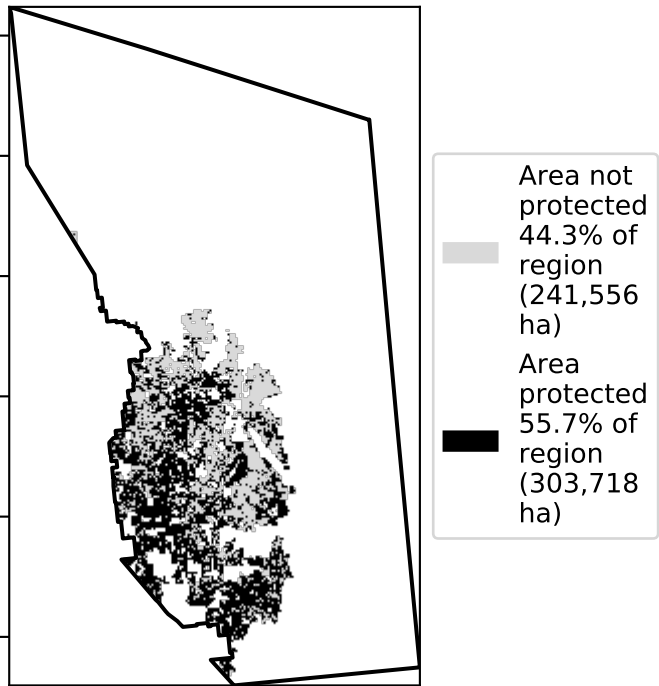 Area not
protected
44.3% of
region
(241,556
ha)
Area
protected
55.7% of
region
(303,718
ha)